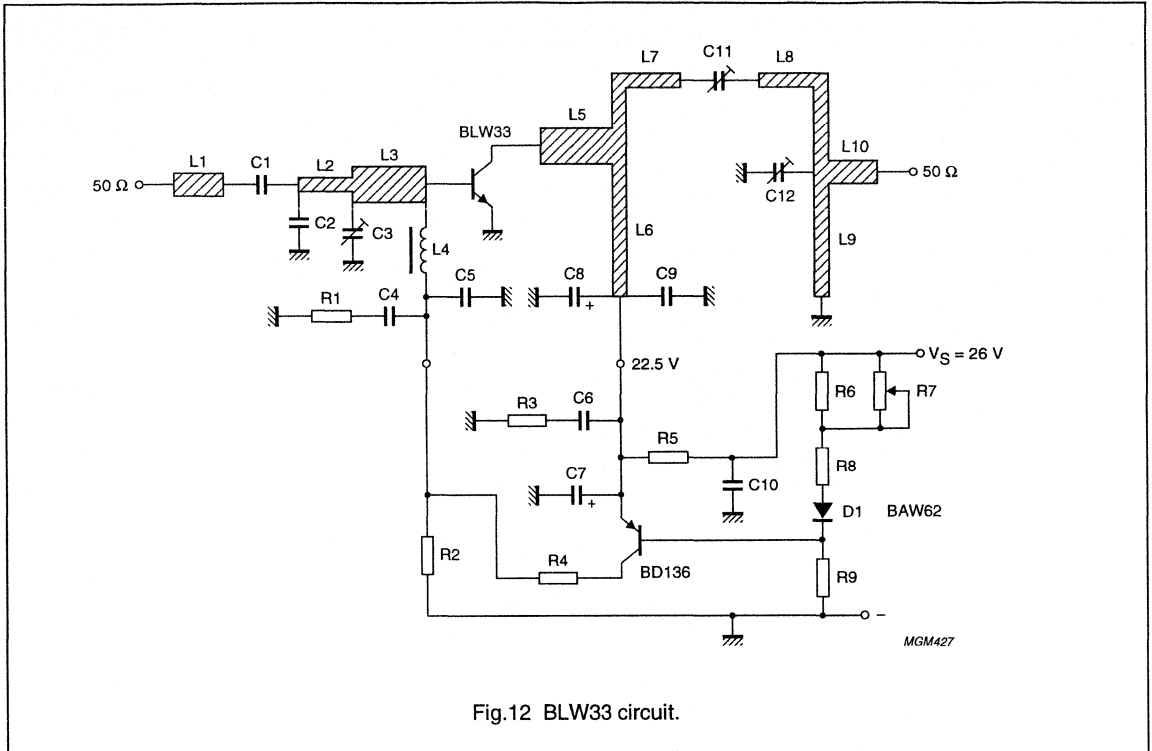 L7
C11
L8
L5
BLW33
L10
L1
C1
L2
L3
50 Ω
50 Ω
C12
C2
C3
L4
L6
L9
C5
C8
C9
+
R1
C4
22.5 V
VS = 26 V
R6
R7
R3
C6
R5
R8
C7
C10
+
D1
BAW62
R2
R4
BD136
R9
–
MGM427
Fig.12 BLW33 circuit.